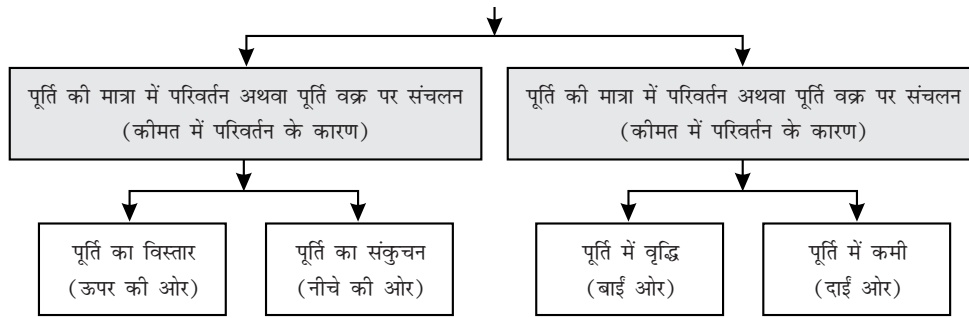 पूर्ति की मात्रा में परिवर्तन अथवा पूर्ति वक्र पर संचलन
(कीमत में परिवर्तन के कारण)
पूर्ति की मात्रा में परिवर्तन अथवा पूर्ति वक्र पर संचलन
(कीमत में परिवर्तन के कारण)
पूर्ति का विस्तार
(ऊपर की ओर)
पूर्ति का संकुचन
(नीचे की ओर)
पूर्ति में वृद्धि
(बाईं ओर)
पूर्ति में कमी
(दाईं ओर)